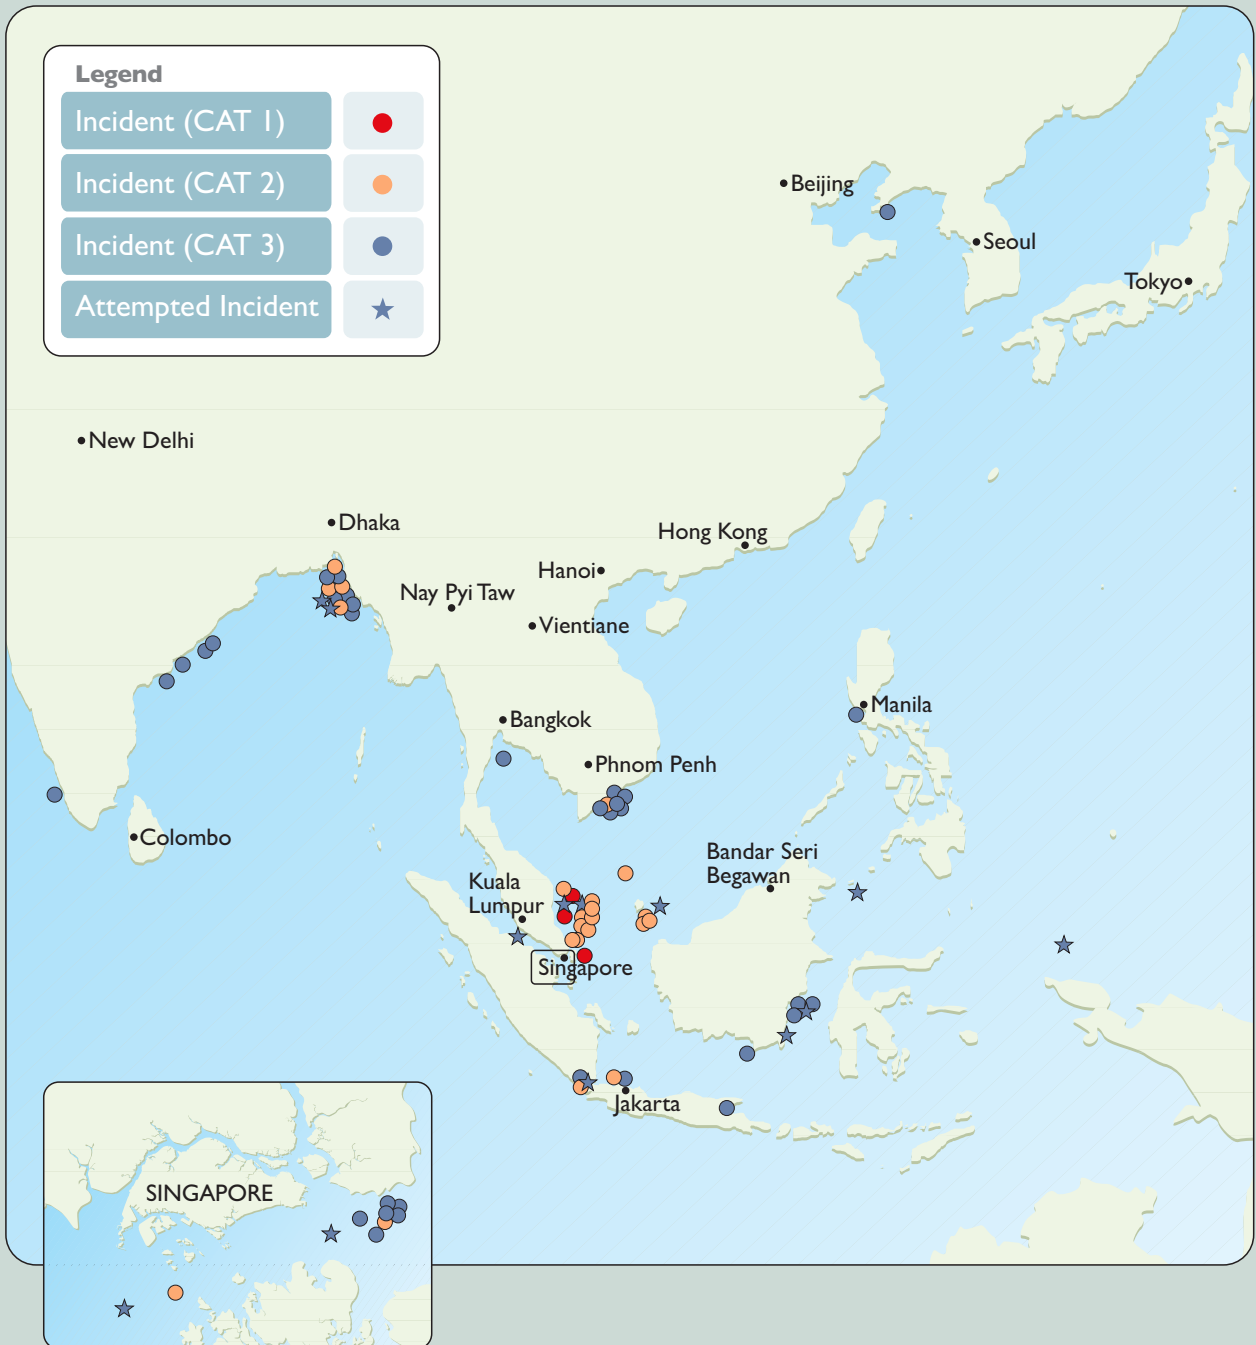 Legend
Incident (CAT 1)
Incident (CAT 2)
Incident (CAT 3)
Attempted Incident
Beijing
Seoul
Tokyo
New Delhi
Dhaka
Hong Kong
Hanoi
Nay Pyi Taw
Vientiane
Manila
Bangkok
Phnom Penh
Colombo
Bandar Seri
Begawan
Kuala
Lumpur
Singapore
Jakarta
SINGAPORE